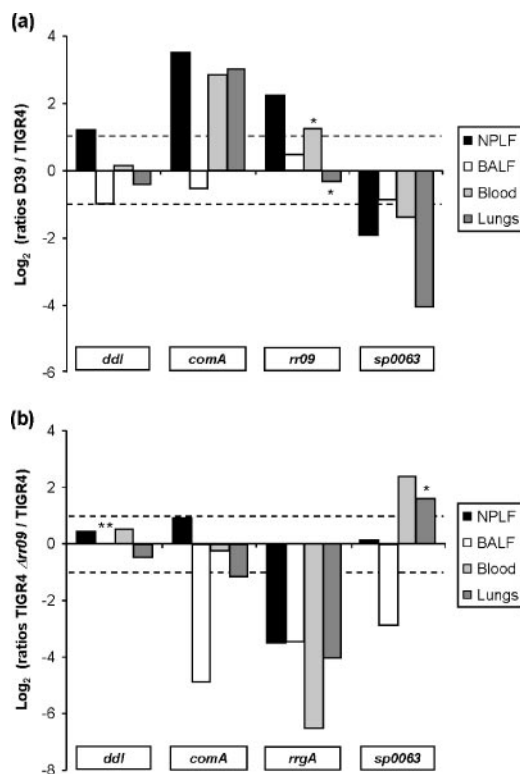 (a)
Log2 (ratios D39 / TIGR4)
4
2
0
-2
-4
-6
*
*
NPLF
BALF
Blood
Lungs
ddl comA rr09 sp0063
(b)
Log2 (ratios TIGR4 Δrr09 / TIGR4)
4
2
0
-2
-4
-6
-8
**
*
NPLF
BALF
Blood
Lungs
ddl comA rrgA sp0063